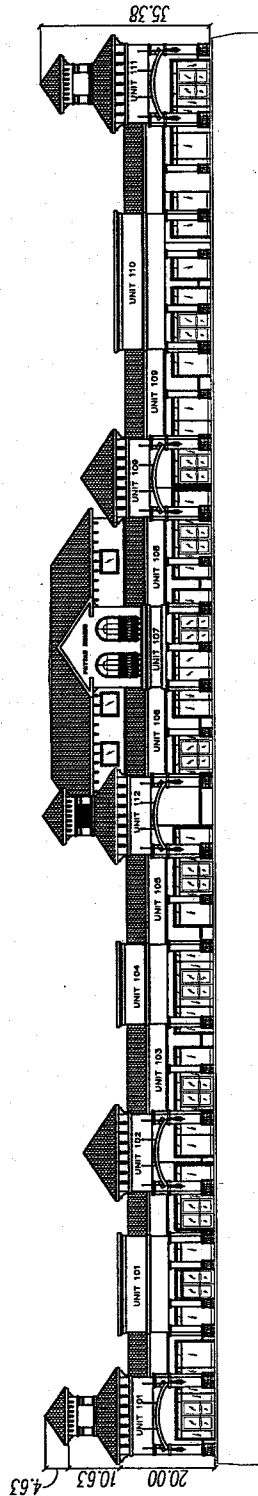 4.63
10.63
20.00
UNIT 101
UNIT 101
UNIT 102
UNIT 103
UNIT 104
UNIT 105
UNIT 112
UNIT 106
UNIT 107
UNIT 108
UNIT 109
UNIT 109
UNIT 110
UNIT 111
35.38